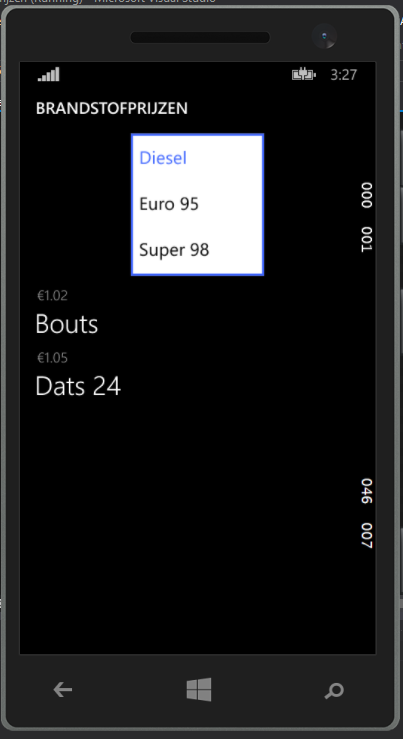 3:27
BRANDSTOFPRIJZEN
Diesel
Euro 95
Super 98
000 001
€1.02
Bouts
€1.05
Dats 24
046 007